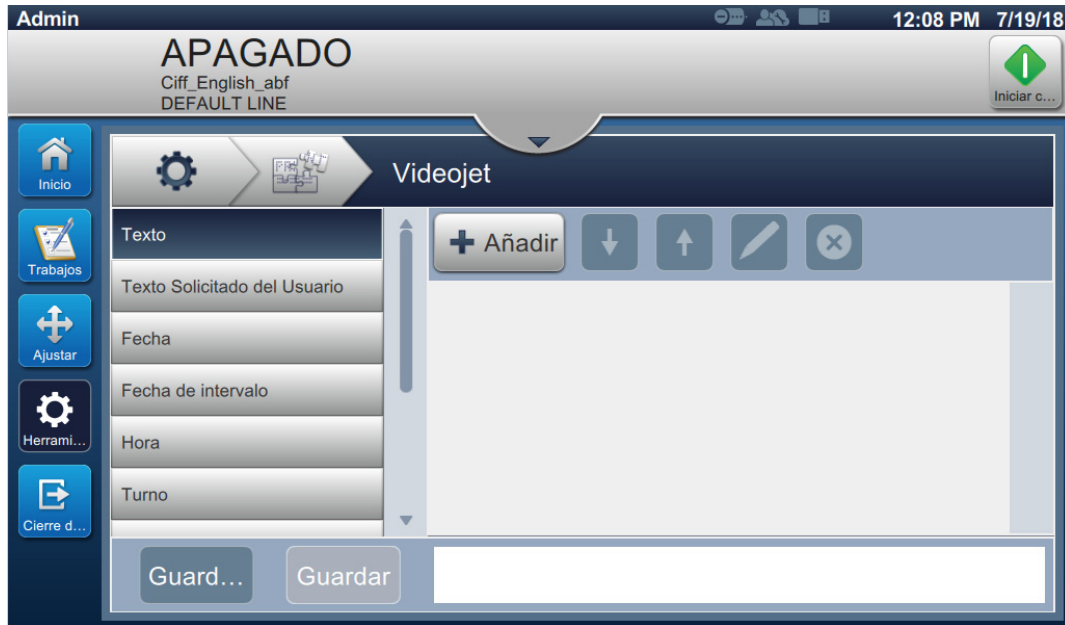 Admin
12:08 PM 7/19/18
APAGADO
Ciff_English_abf
DEFAULT LINE
Iniciar c...
Inicio
Videojet
Trabajos
Texto
Añadir
Texto Solicitado del Usuario
Ajustar
Fecha
Fecha de intervalo
Herrami...
Hora
Turno
Cierre d...
Guard...
Guardar